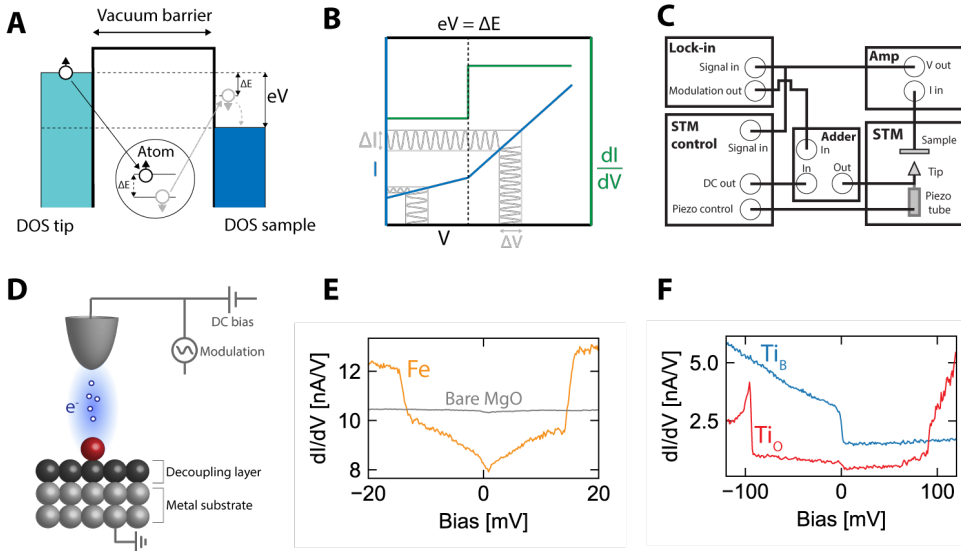 A
Vacuum barrier
ΔE
eV
Atom
ΔE
DOS tip
DOS sample
B
eV = ΔE
ΔI
I
dI
dV
V
ΔV
C
Lock-in
Signal in
Modulation out
Amp
V out
I in
STM
control
Signal in
DC out
Piezo control
Adder
In
In
Out
STM
Sample
Tip
Piezo
tube
D
DC bias
Modulation
e-
Decoupling layer
Metal substrate
E
Fe
Bare MgO
dI/dV [nA/V]
12
10
8
−20
0
20
Bias [mV]
F
TiB
TiO
dI/dV [nA/V]
5.0
2.5
−100
0
100
Bias [mV]